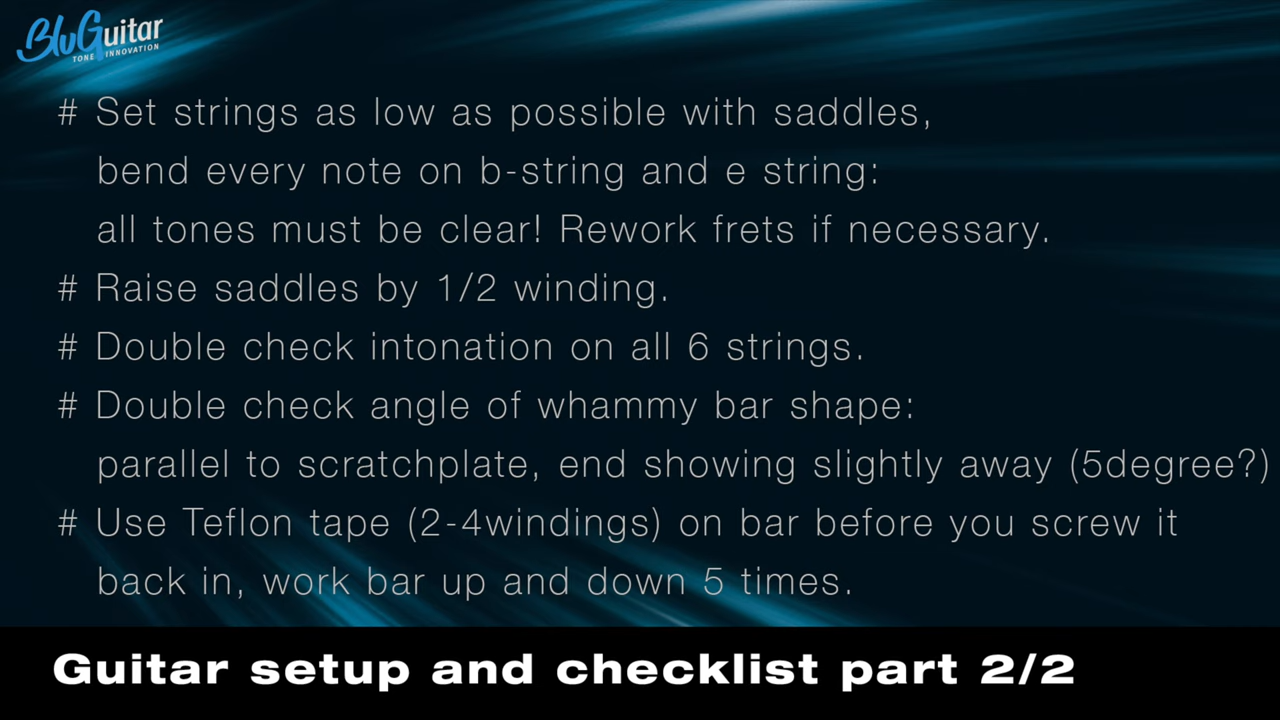 BluGuitar
TONE INNOVATION
# Set strings as low as possible with saddles,
bend every note on b-string and e string:
all tones must be clear! Rework frets if necessary.
# Raise saddles by 1/2 winding.
# Double check intonation on all 6 strings.
# Double check angle of whammy bar shape:
parallel to scratchplate, end showing slightly away (5degree?)
# Use Teflon tape (2-4windings) on bar before you screw it
back in, work bar up and down 5 times.
Guitar setup and checklist part 2/2